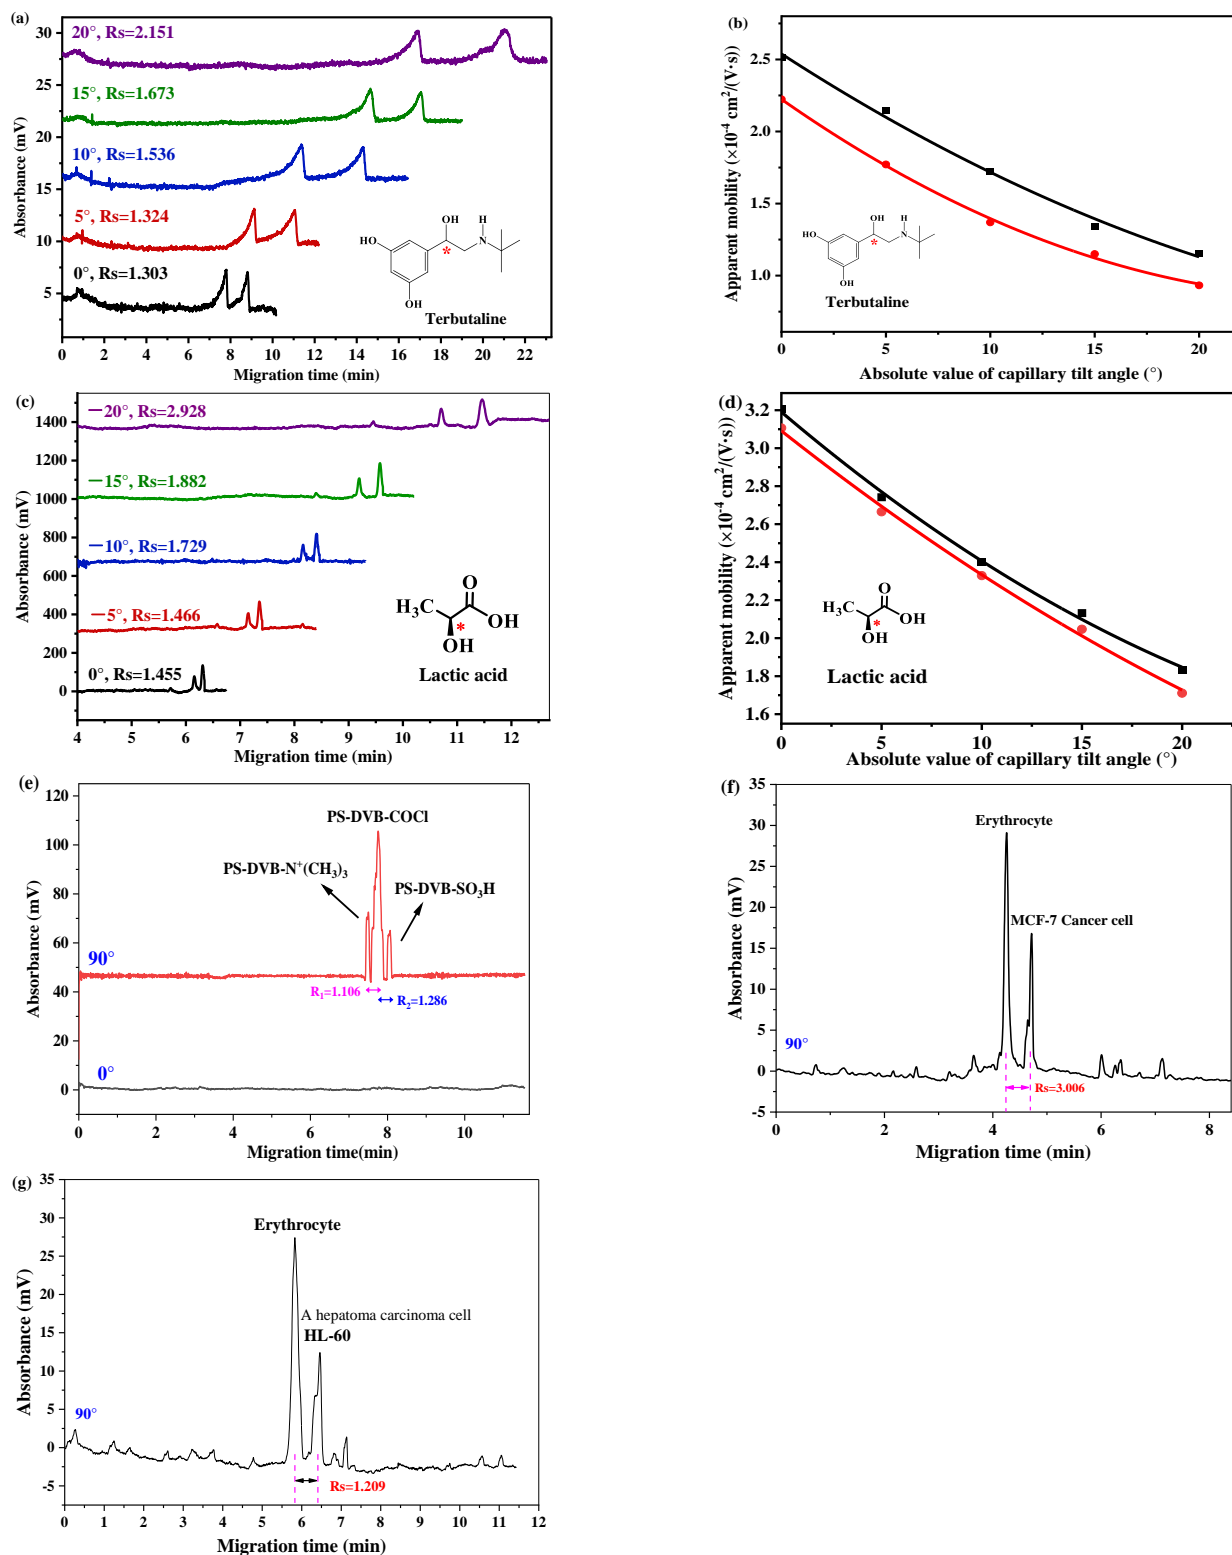 (a)
20°, Rs=2.151
15°, Rs=1.673
10°, Rs=1.536
5°, Rs=1.324
0°, Rs=1.303
30
25
20
15
10
5
Absorbance (mV)
0 2 4 6 8 10 12 14 16 18 20 22
Migration time (min)
OH H
HO N
*
OH
Terbutaline
(b)
2.5
2.0
1.5
1.0
Apparent mobility (×10⁻⁴ cm²/(V·s)
0 5 10 15 20
Absolute value of capillary tilt angle (°)
OH H
HO N
*
OH
Terbutaline
(c)
—20°, Rs=2.928
—15°, Rs=1.882
—10°, Rs=1.729
—5°, Rs=1.466
0°, Rs=1.455
1400
1200
1000
800
600
400
200
0
Absorbance (mV)
4 5 6 7 8 9 10 11 12
Migration time (min)
O
H₃C
OH
*
OH
Lactic acid
(d)
3.2
3.0
2.8
2.6
2.4
2.2
2.0
1.8
1.6
Apparent mobility (×10⁻⁴ cm²/(V·s)
0 5 10 15 20
Absolute value of capillary tilt angle (°)
O
H₃C
OH
*
OH
Lactic acid
(e)
120
100
80
60
40
20
0
Absorbance (mV)
PS-DVB-COCl
PS-DVB-N⁺(CH₃)₃
PS-DVB-SO₃H
90°
R₁=1.106
R₂=1.286
0°
0 2 4 6 8 10
Migration time(min)
(f)
35
30
25
20
15
10
5
0
-5
Absorbance (mV)
Erythrocyte
MCF-7 Cancer cell
90°
Rs=3.006
0 2 4 6 8
Migration time (min)
(g)
35
30
25
20
15
10
5
0
-5
Absorbance (mV)
Erythrocyte
A hepatoma carcinoma cell
HL-60
90°
Rs=1.209
0 1 2 3 4 5 6 7 8 9 10 11 12
Migration time (min)